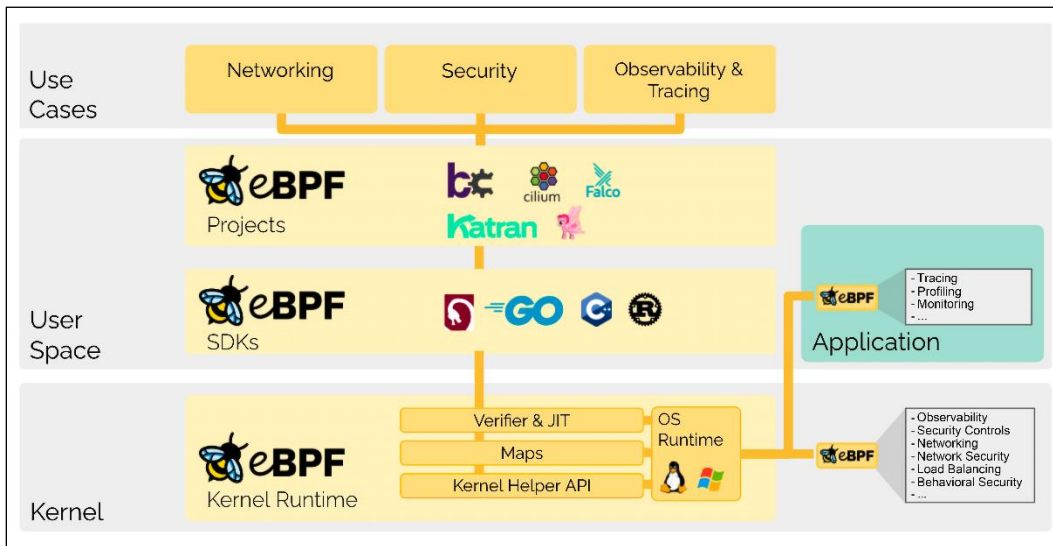 Use
Cases
Networking
Security
Observability &
Tracing
eBPF
Projects
bcc
cilium
Falco
Katran
User
Space
eBPF
SDKs
GO
C++
R
eBPF
- Tracing
- Profiling
- Monitoring
- ...
Application
Kernel
eBPF
Kernel Runtime
Verifier & JIT
Maps
Kernel Helper API
OS
Runtime
eBPF
- Observability
- Security Controls
- Networking
- Network Security
- Load Balancing
- Behavioral Security
- ...